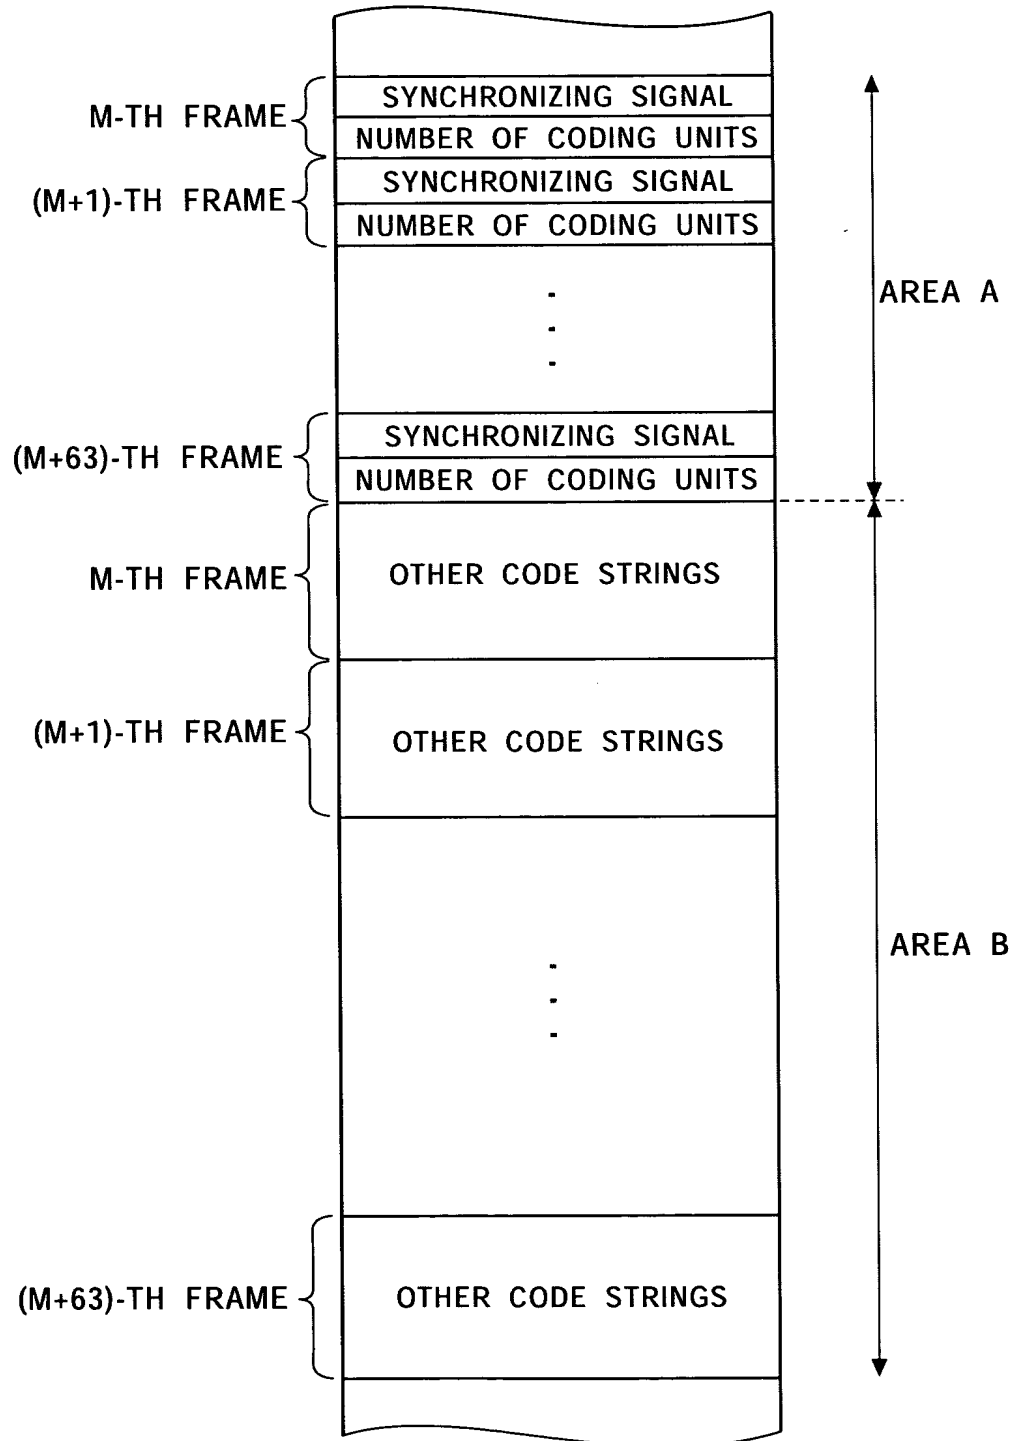 M-TH FRAME
SYNCHRONIZING SIGNAL
NUMBER OF CODING UNITS
(M+1)-TH FRAME
SYNCHRONIZING SIGNAL
NUMBER OF CODING UNITS
AREA A
(M+63)-TH FRAME
SYNCHRONIZING SIGNAL
NUMBER OF CODING UNITS
M-TH FRAME
OTHER CODE STRINGS
(M+1)-TH FRAME
OTHER CODE STRINGS
AREA B
(M+63)-TH FRAME
OTHER CODE STRINGS